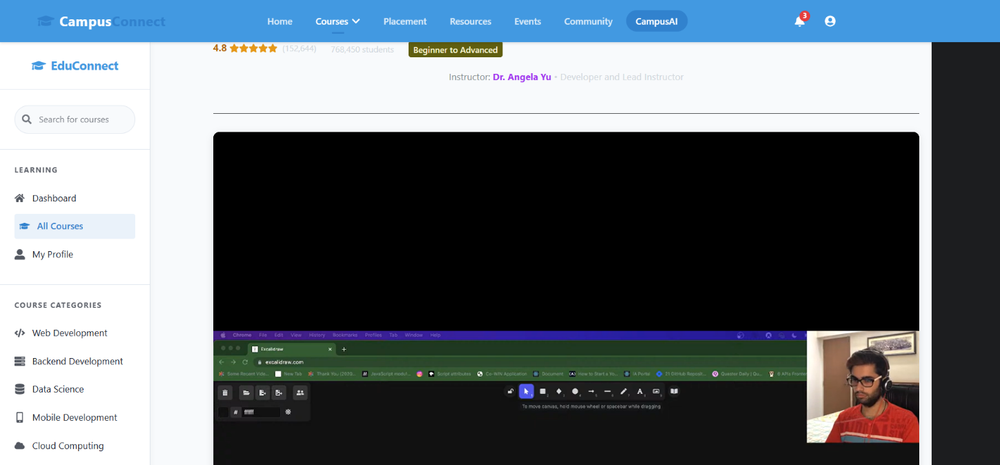 CampusConnect
Home
Courses
Placement
Resources
Events
Community
CampusAI
3
EduConnect
Search for courses
LEARNING
Dashboard
All Courses
My Profile
COURSE CATEGORIES
Web Development
Backend Development
Data Science
Mobile Development
Cloud Computing
4.8 (152,644) 768,450 students Beginner to Advanced
Instructor: Dr. Angela Yu • Developer and Lead Instructor
Chrome File Edit View History Bookmarks Profiles Tab Window Help
Excalidraw
excalidraw.com
Some Recent Vide... New Tab Thank You (2020... JavaScript modul... Script attributes Co-WIN Application Document How to Start a Yo... IA Portal 21 GitHub Reposit... Quastor Daily | Qu... 6 APIs Fronten
# ffffff
A
To move canvas, hold mouse wheel or spacebar while dragging